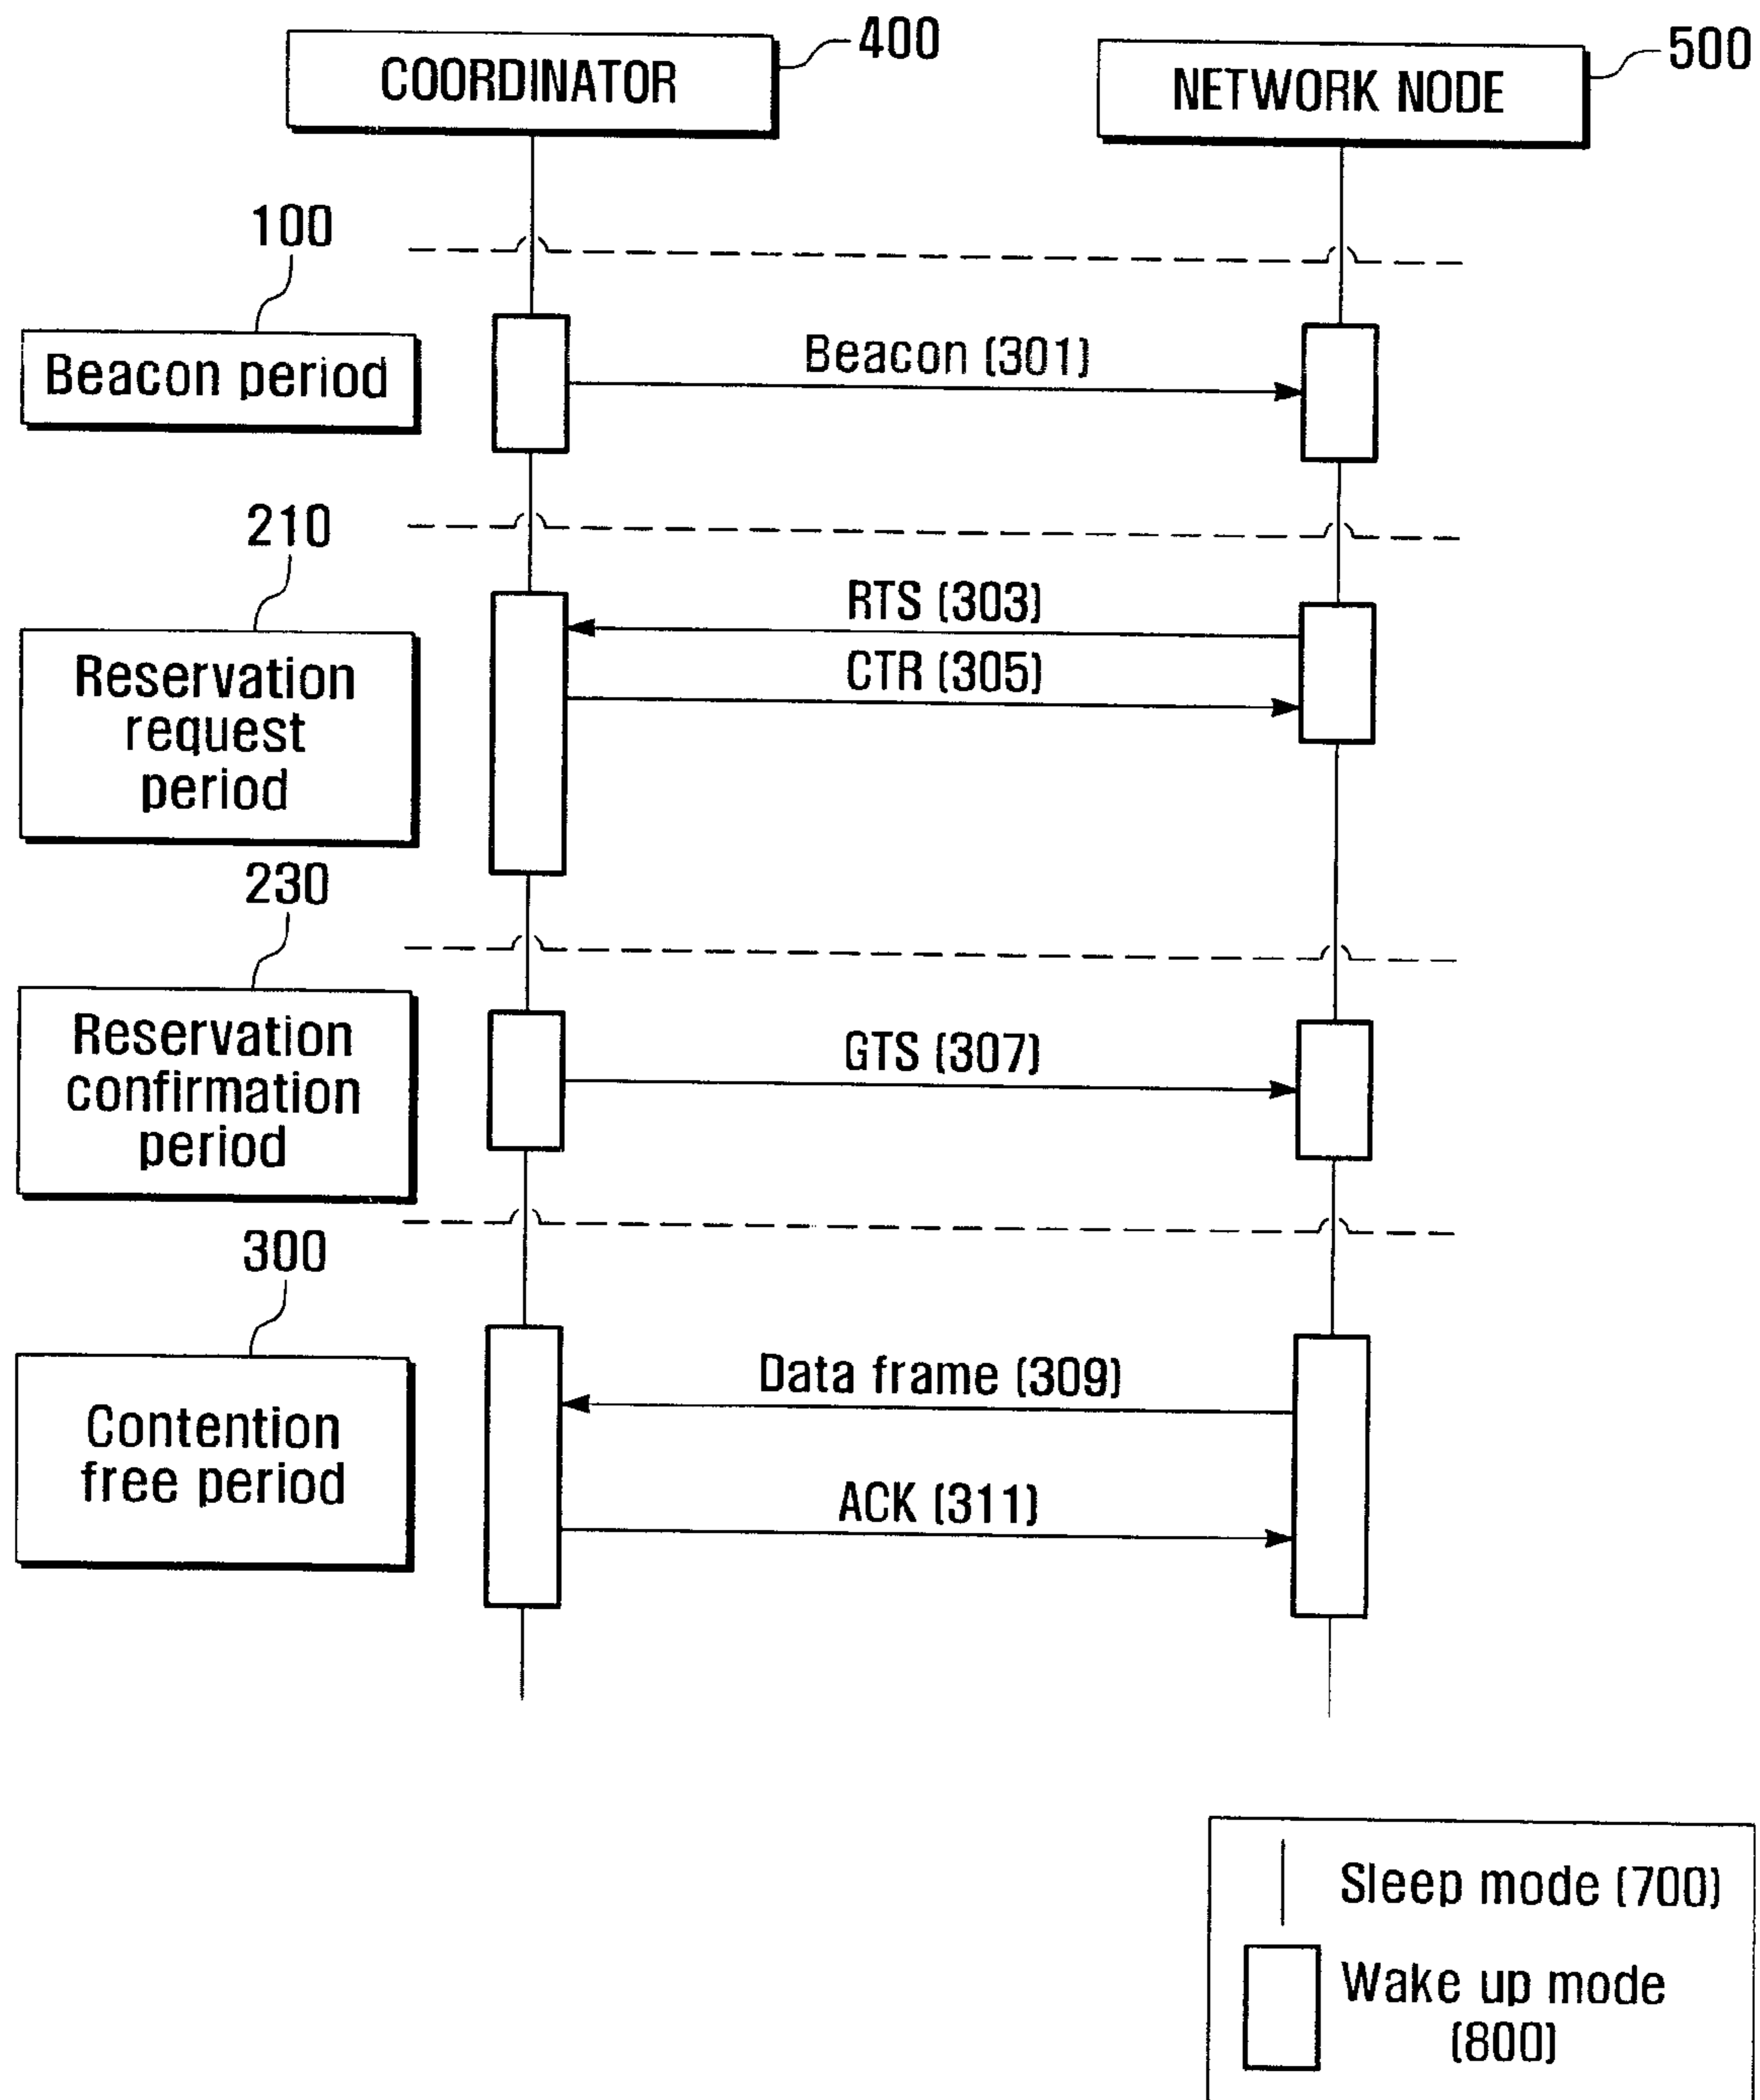 COORDINATOR
400
NETWORK NODE
500
100
Beacon period
Beacon (301)
210
Reservation
request
period
RTS (303)
CTR (305)
230
Reservation
confirmation
period
GTS (307)
300
Contention
free period
Data frame (309)
ACK (311)
Sleep mode (700)
Wake up mode
(800)